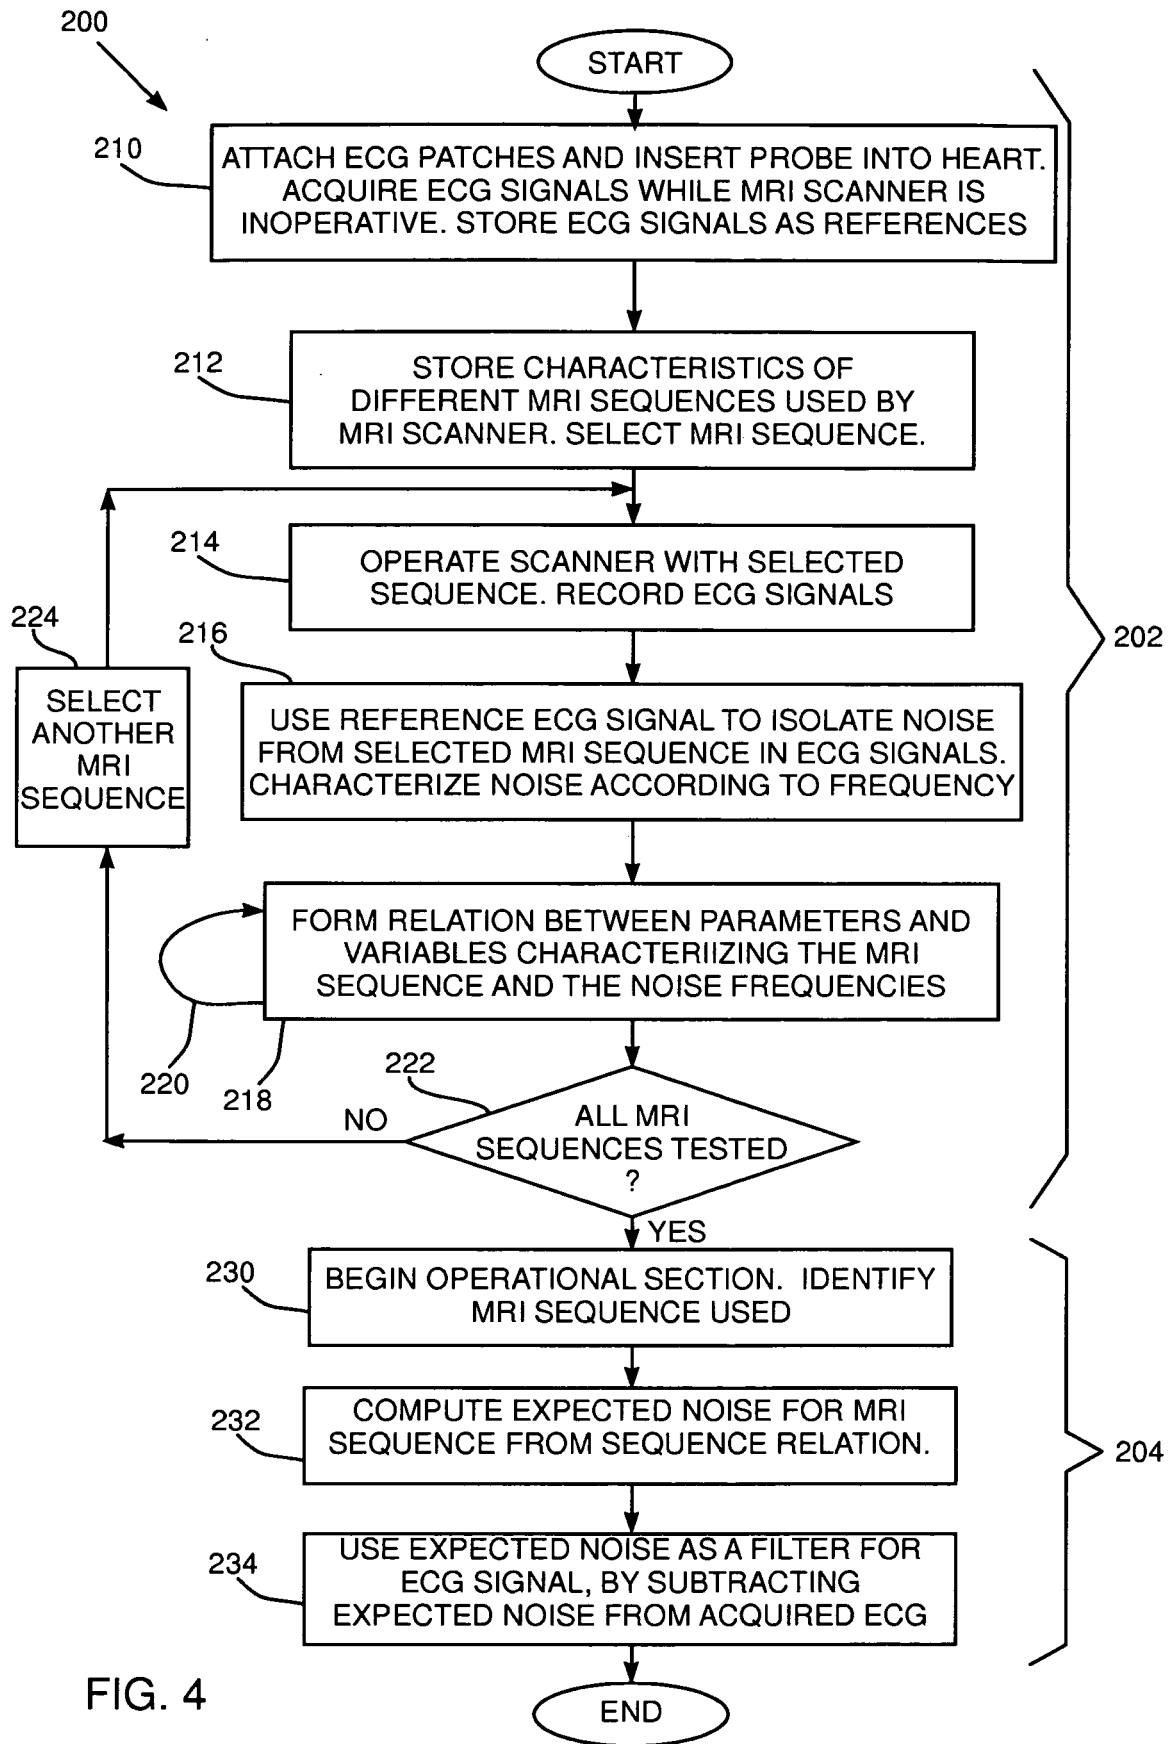 200
START
210
ATTACH ECG PATCHES AND INSERT PROBE INTO HEART.
ACQUIRE ECG SIGNALS WHILE MRI SCANNER IS
INOPERATIVE. STORE ECG SIGNALS AS REFERENCES
212
STORE CHARACTERISTICS OF
DIFFERENT MRI SEQUENCES USED BY
MRI SCANNER. SELECT MRI SEQUENCE.
214
OPERATE SCANNER WITH SELECTED
SEQUENCE. RECORD ECG SIGNALS
224
SELECT
ANOTHER
MRI
SEQUENCE
216
USE REFERENCE ECG SIGNAL TO ISOLATE NOISE
FROM SELECTED MRI SEQUENCE IN ECG SIGNALS.
CHARACTERIZE NOISE ACCORDING TO FREQUENCY
202
FORM RELATION BETWEEN PARAMETERS AND
VARIABLES CHARACTERIIZING THE MRI
SEQUENCE AND THE NOISE FREQUENCIES
220
218
222
NO
ALL MRI
SEQUENCES TESTED
?
YES
230
BEGIN OPERATIONAL SECTION. IDENTIFY
MRI SEQUENCE USED
232
COMPUTE EXPECTED NOISE FOR MRI
SEQUENCE FROM SEQUENCE RELATION.
204
234
USE EXPECTED NOISE AS A FILTER FOR
ECG SIGNAL, BY SUBTRACTING
EXPECTED NOISE FROM ACQUIRED ECG
FIG. 4
END